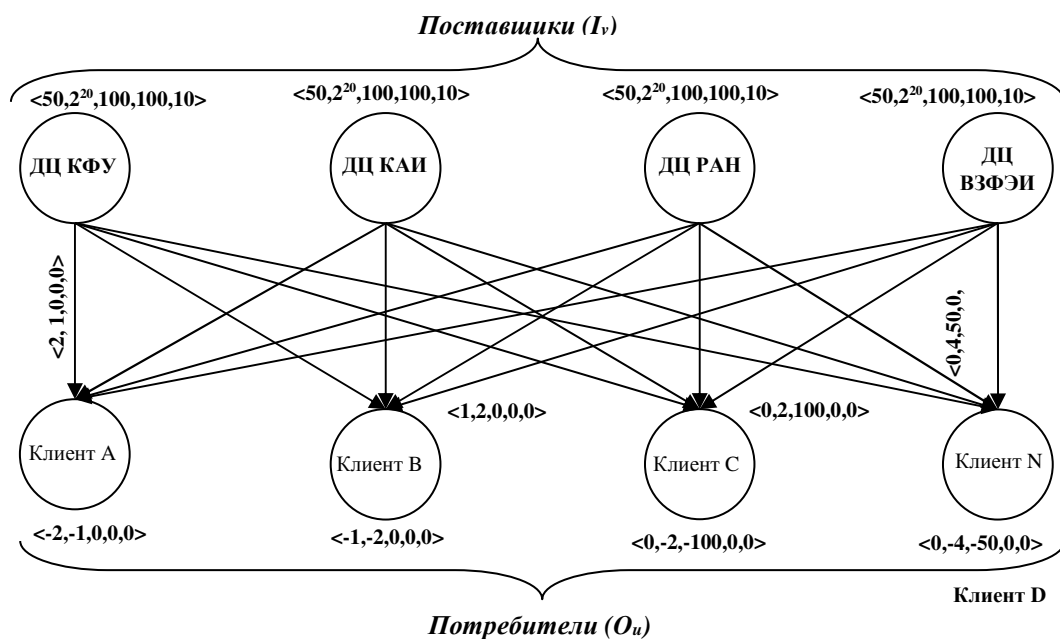 Поставщики (Iᵥ)
<50,2²⁰,100,100,10>
<50,2²⁰,100,100,10>
<50,2²⁰,100,100,10>
<50,2²⁰,100,100,10>
ДЦ КФУ
ДЦ КАИ
ДЦ РАН
ДЦ
ВЗФЭИ
<2, 1,0,0,0>
<0,4,50,0,
<1,2,0,0,0>
<0,2,100,0,0>
Клиент А
Клиент В
Клиент С
Клиент N
<-2,-1,0,0,0>
<-1,-2,0,0,0>
<0,-2,-100,0,0>
<0,-4,-50,0,0>
Клиент D
Потребители (Oᵤ)